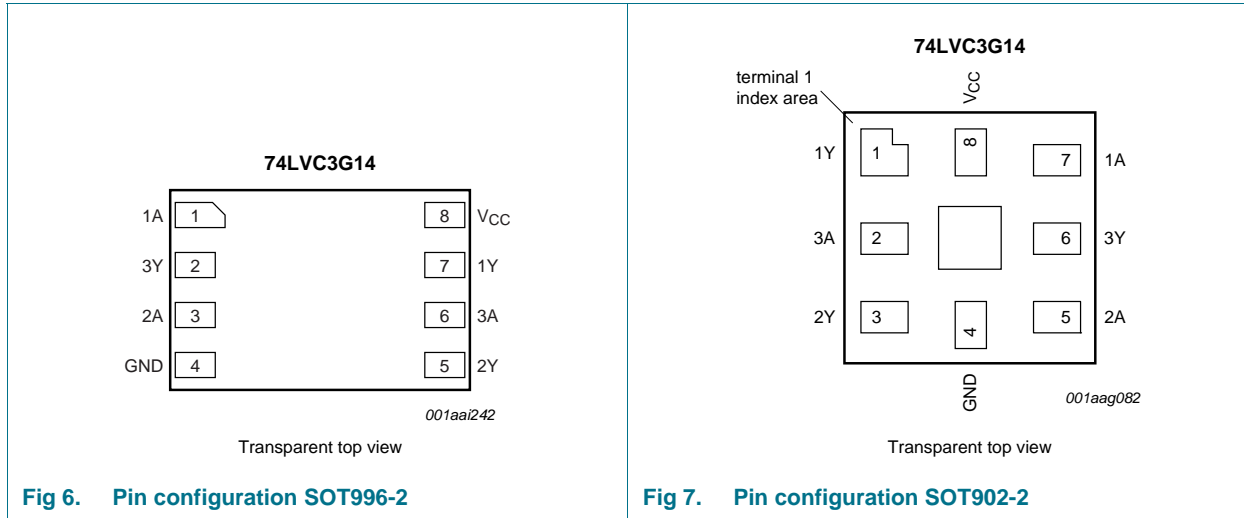 74LVC3G14
1A 1 8 VCC
3Y 2 7 1Y
2A 3 6 3A
GND 4 5 2Y
001aai242
Transparent top view
Fig 6. Pin configuration SOT996-2
74LVC3G14
terminal 1
index area
VCC
1Y 1 8 7 1A
3A 2 6 3Y
2Y 3 4 5 2A
GND
001aag082
Transparent top view
Fig 7. Pin configuration SOT902-2